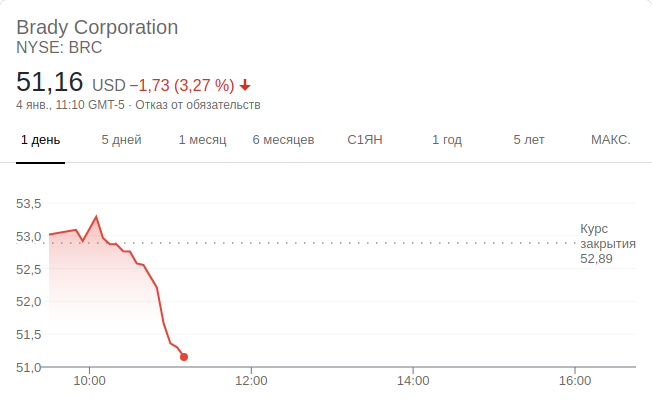 Brady Corporation
NYSE: BRC
51,16 USD −1,73 (3,27 %)
4 янв., 11:10 GMT-5 · Отказ от обязательств
1 день 5 дней 1 месяц 6 месяцев С1ЯН 1 год 5 лет МАКС.
53,5
53,0
52,5
52,0
51,5
51,0
Курс
закрытия
52,89
10:00 12:00 14:00 16:00